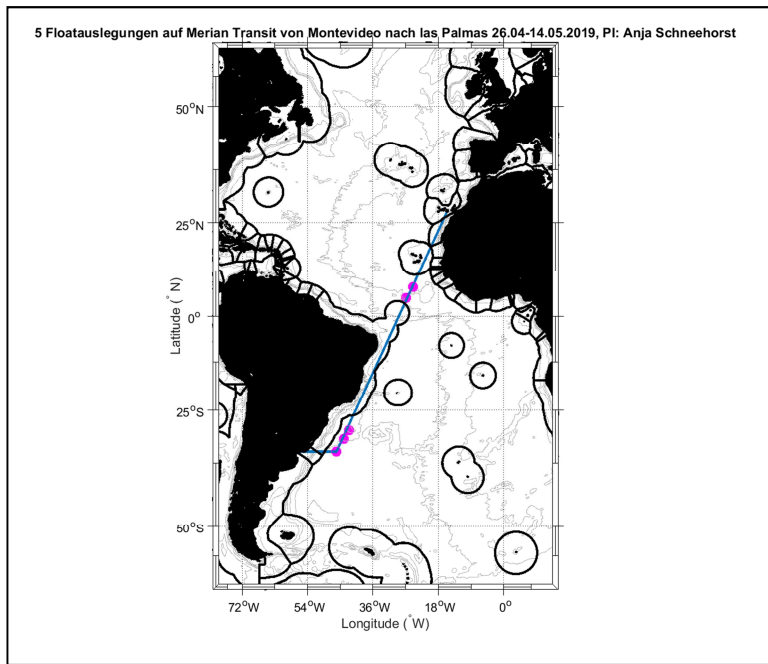 5 Floatauslegungen auf Merian Transit von Montevideo nach las Palmas 26.04-14.05.2019, PI: Anja Schneehorst
50°N
25°N
0°
25°S
50°S
Latitude (°N)
72°W 54°W 36°W 18°W 0°
Longitude (°W)